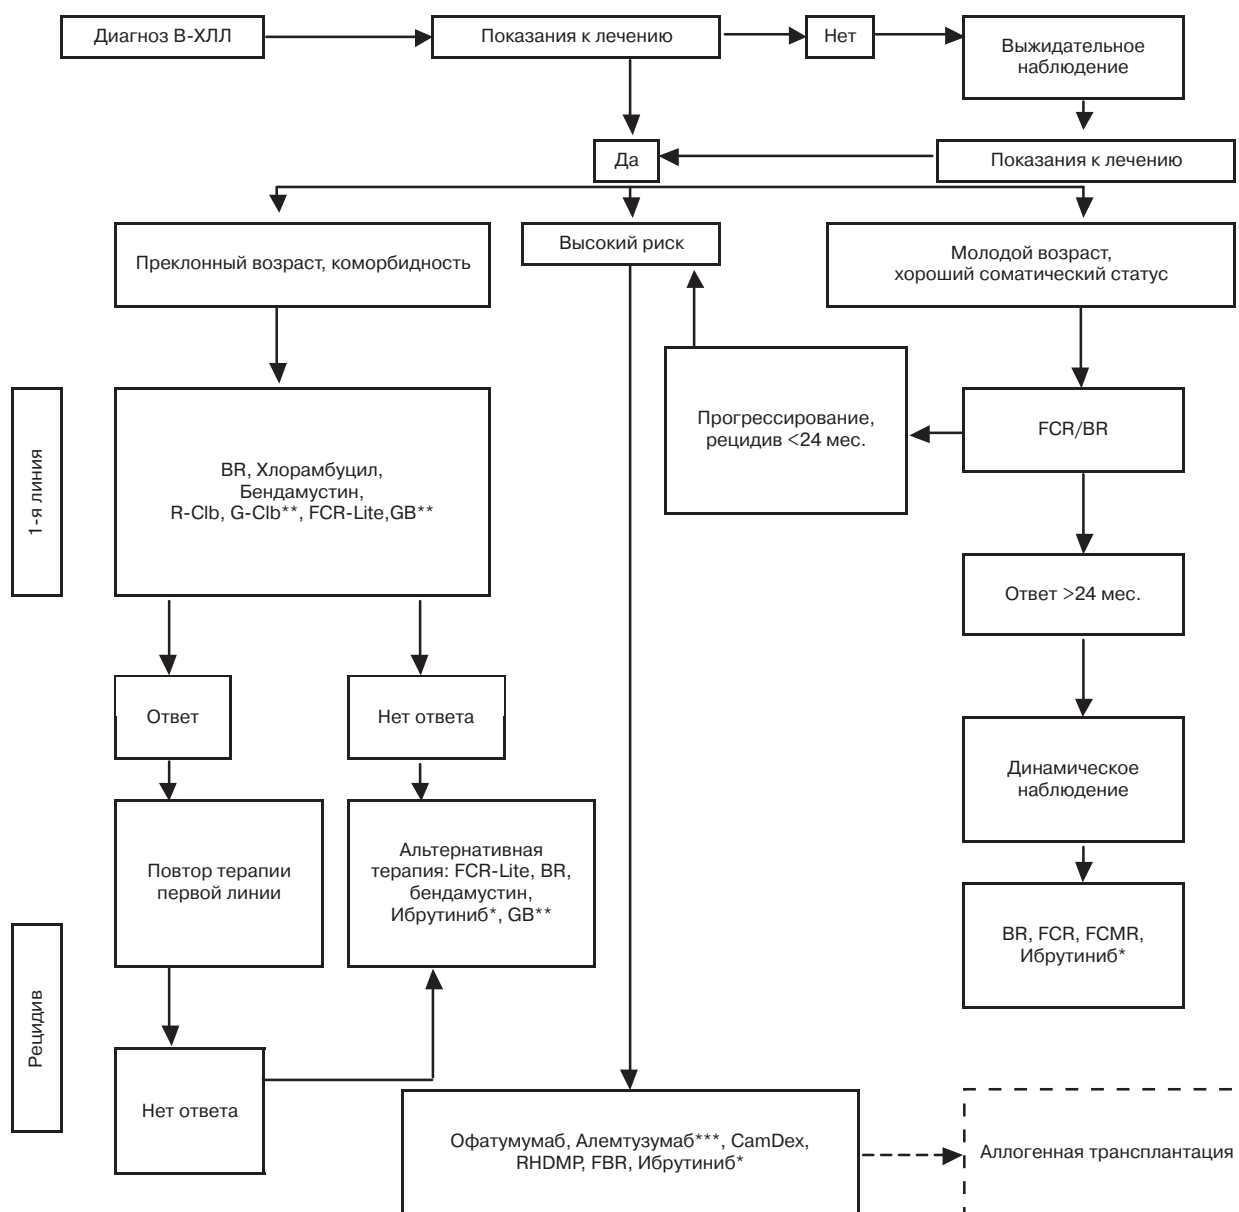 Диагноз В-ХЛЛ
Показания к лечению
Нет
Выжидательное
наблюдение
Да
Показания к лечению
Преклонный возраст, коморбидность
Высокий риск
Молодой возраст,
хороший соматический статус
1-я линия
BR, Хлорамбуцил,
Бендамустин,
R-Clb, G-Clb**, FCR-Lite,GB**
Прогрессирование,
рецидив <24 мес.
FCR/BR
Ответ >24 мес.
Ответ
Нет ответа
Динамическое
наблюдение
Повтор терапии
первой линии
Альтернативная
терапия: FCR-Lite, BR,
бендамустин,
Ибрутиниб*, GB**
BR, FCR, FCMR,
Ибрутиниб*
Рецидив
Нет ответа
Офатумумаб, Алемтузумаб***, CamDex,
RHDMP, FBR, Ибрутиниб*
Аллогенная трансплантация